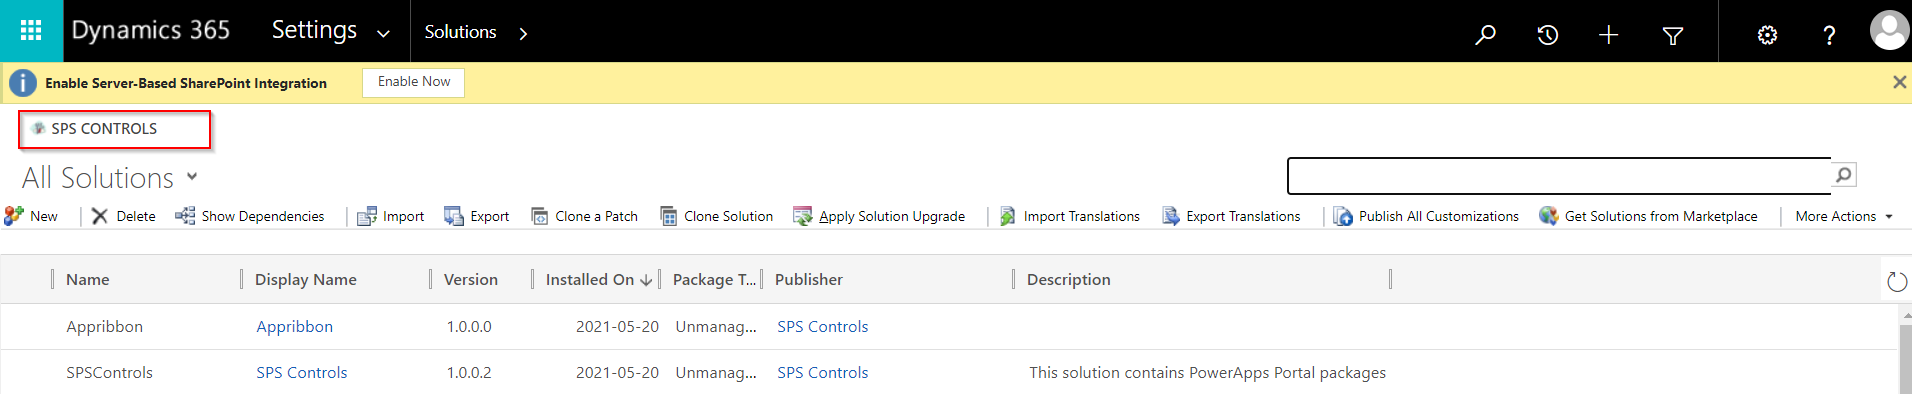 Dynamics 365 Settings Solutions
Enable Server-Based SharePoint Integration Enable Now
SPS CONTROLS
All Solutions
New Delete Show Dependencies Import Export Clone a Patch Clone Solution Apply Solution Upgrade Import Translations Export Translations Publish All Customizations Get Solutions from Marketplace More Actions
Name Display Name Version Installed On Package T... Publisher Description
Appribbon Appribbon 1.0.0.0 2021-05-20 Unmanag... SPS Controls
SPSControls SPS Controls 1.0.0.2 2021-05-20 Unmanag... SPS Controls This solution contains PowerApps Portal packages